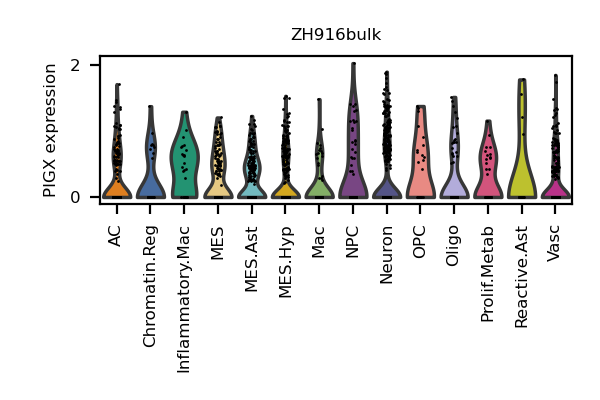 ZH916bulk
PIGX expression
2
0
AC
Chromatin.Reg
Inflammatory.Mac
MES
MES.Ast
MES.Hyp
Mac
NPC
Neuron
OPC
Oligo
Prolif.Metab
Reactive.Ast
Vasc